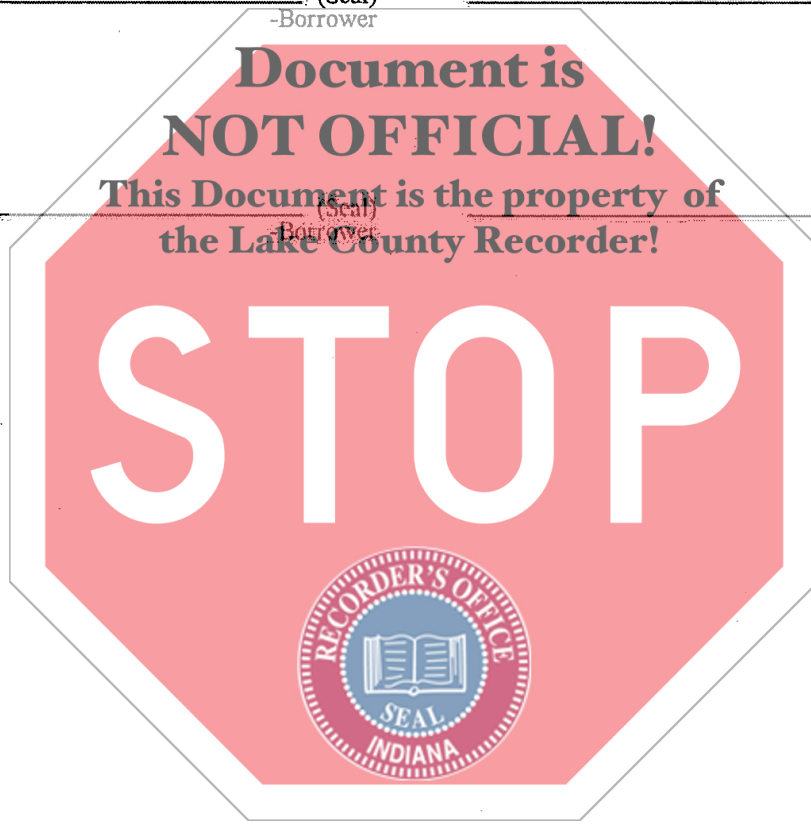 (Seal)
-Borrower
Document is
NOT OFFICIAL!
This Document is the property of
(Seal)
the Lake County Recorder!
-Borrower
STOP
RECORDER'S OFFICE
SEAL
INDIANA